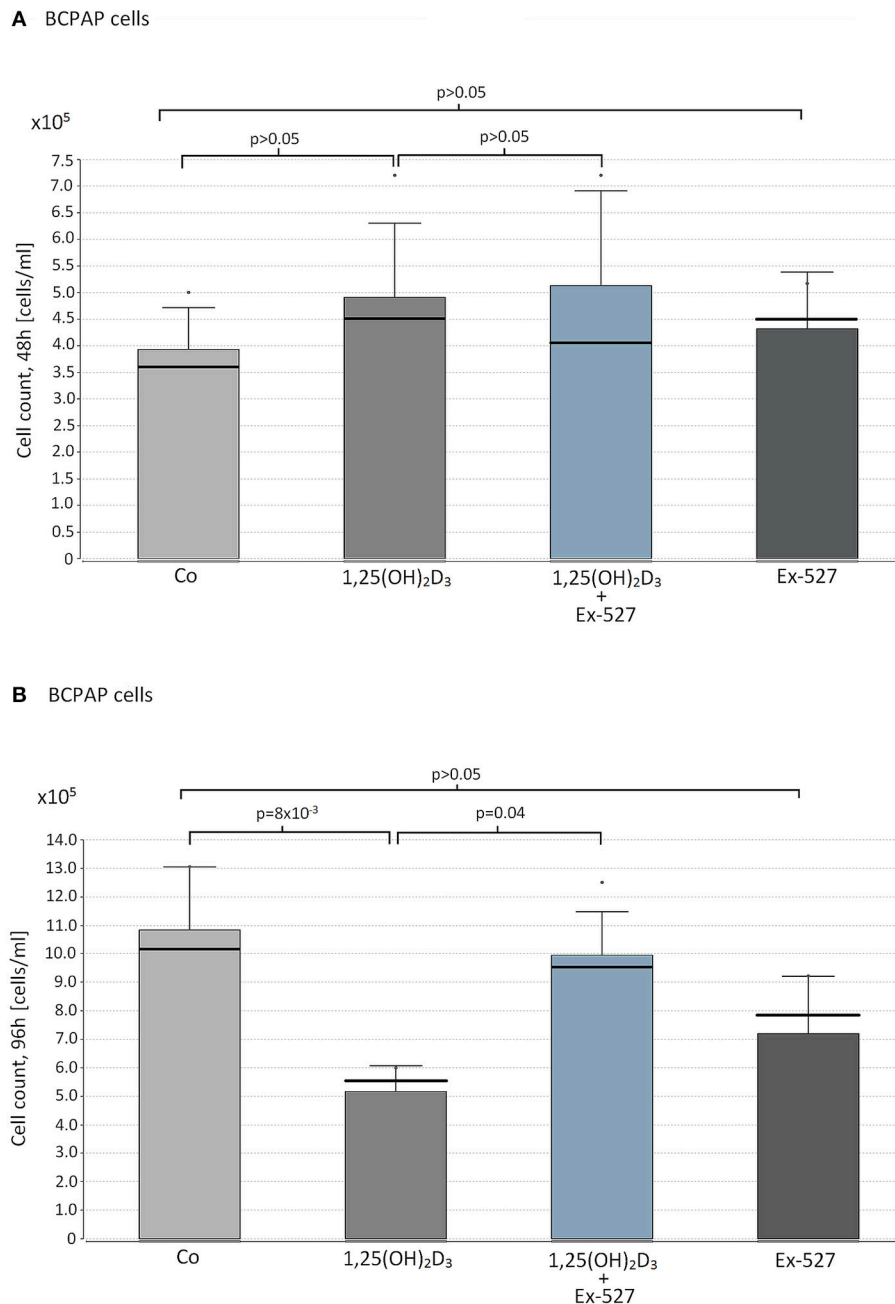 A BCPAP cells
p>0.05
x10⁵
p>0.05 p>0.05
7.5
7.0
6.5
6.0
5.5
5.0
4.5
4.0
3.5
3.0
2.5
2.0
1.5
1.0
0.5
0
Cell count, 48h [cells/ml]
Co 1,25(OH)₂D₃ 1,25(OH)₂D₃ Ex-527
+
Ex-527
B BCPAP cells
p>0.05
x10⁵
p=8x10⁻³ p=0.04
14.0
13.0
12.0
11.0
10.0
9.0
8.0
7.0
6.0
5.0
4.0
3.0
2.0
1.0
0
Cell count, 96h [cells/ml]
Co 1,25(OH)₂D₃ 1,25(OH)₂D₃ Ex-527
+
Ex-527